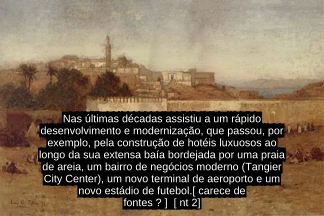 Nas últimas décadas assistiu a um rápido
desenvolvimento e modernização, que passou, por
exemplo, pela construção de hotéis luxuosos ao
longo da sua extensa baía bordejada por uma praia
de areia, um bairro de negócios moderno (Tangier
City Center), um novo terminal de aeroporto e um
novo estádio de futebol.[ carece de
fontes ? ]  [ nt 2]